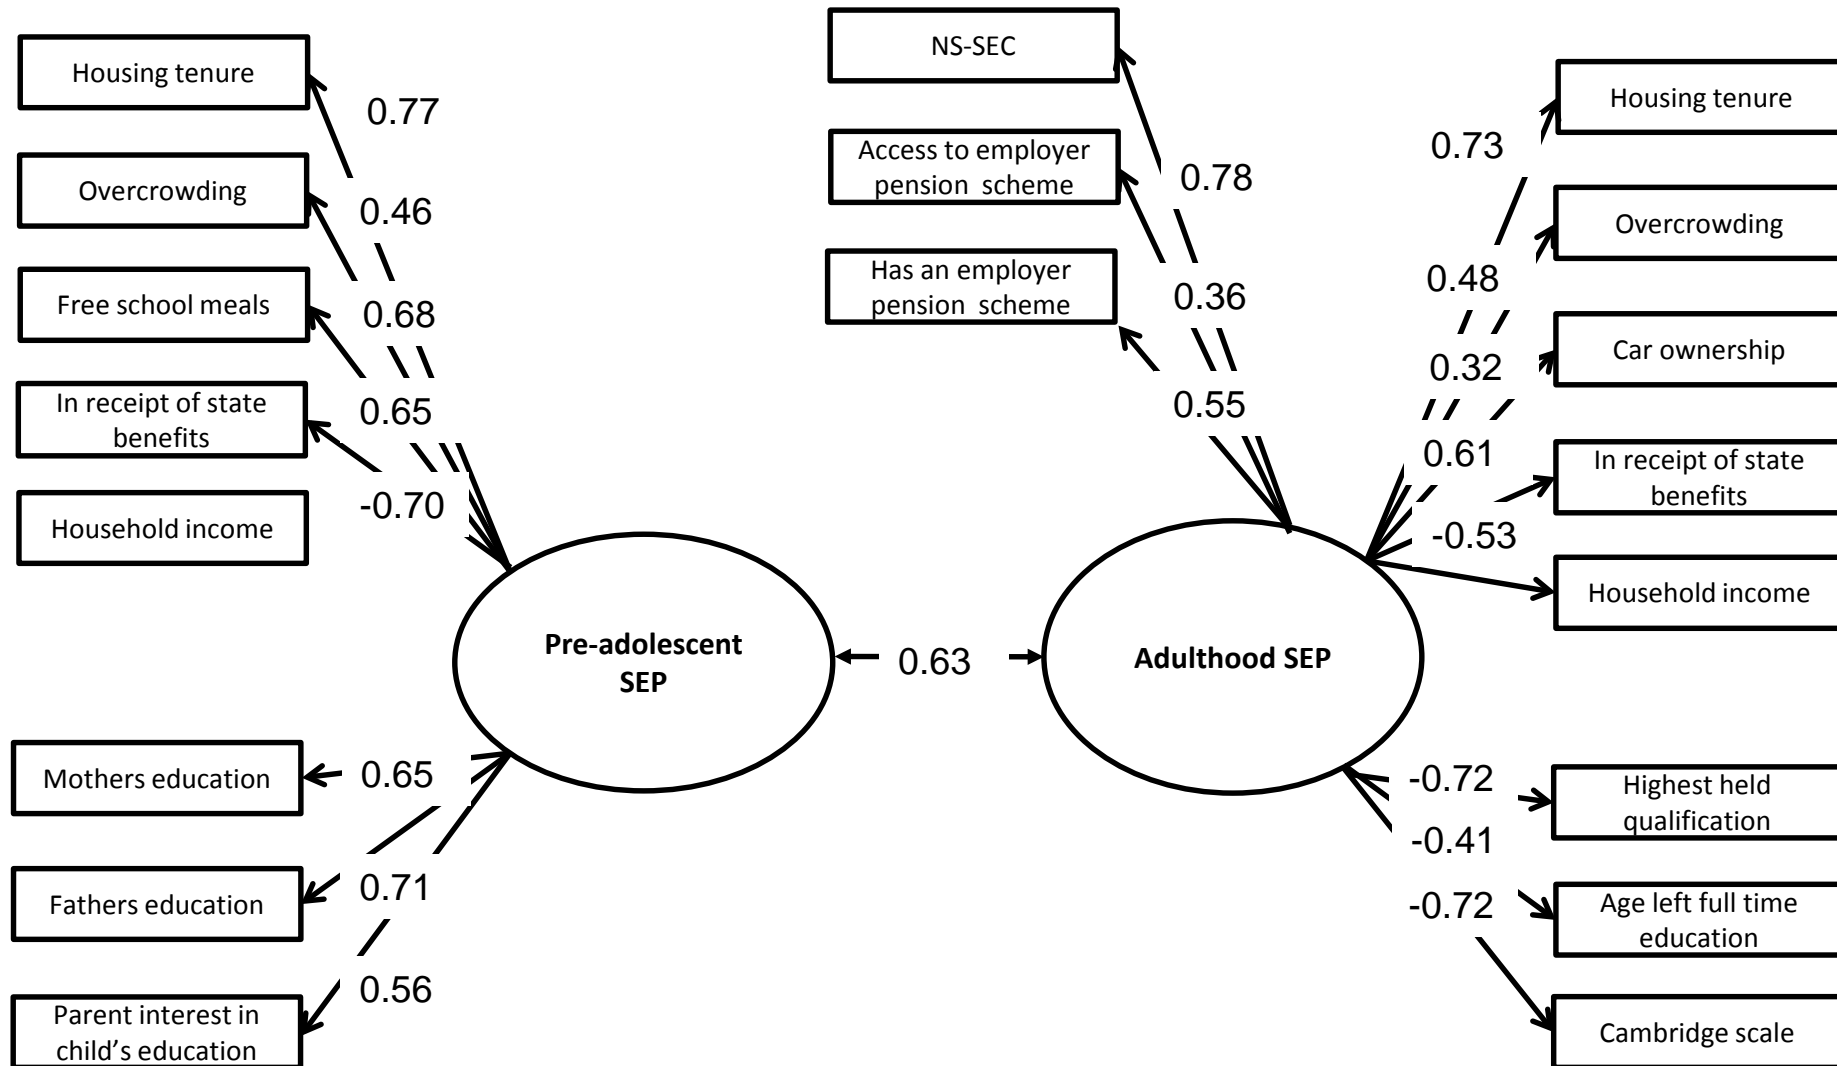 Housing tenure
0.77
Overcrowding
0.46
Free school meals
0.68
In receipt of state
benefits
0.65
Household income
-0.70
Pre-adolescent
SEP
Mothers education
0.65
Fathers education
0.71
Parent interest in
child’s education
0.56
0.63
NS-SEC
0.78
Access to employer
pension scheme
0.36
Has an employer
pension scheme
0.55
Adulthood SEP
Housing tenure
0.73
Overcrowding
0.48
Car ownership
0.32
In receipt of state
benefits
0.61
Household income
-0.53
Highest held
qualification
-0.72
Age left full time
education
-0.41
Cambridge scale
-0.72